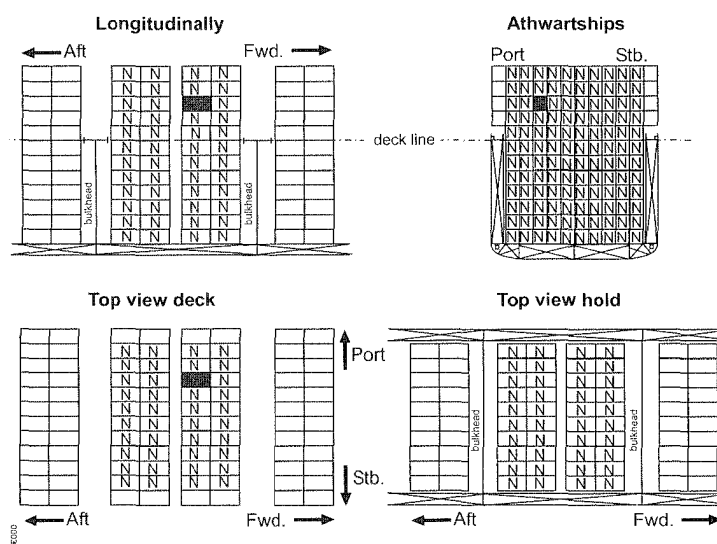 Longitudinally
Aft Fwd.
N N N N
N N N N
N N N
N N N N
N N N N
N N N N
N N N N
N N N N
N N N N
N N N N
N N N N
N N N N
bulkhead
bulkhead
deck line
Athwartships
Port Stb.
N N N N N N N N N N
N N N N N N N N N N
N N N N N N N N N
N N N N N N N N N N
N N N N N N N N N N
N N N N N N N N N N
N N N N N N N N N N
N N N N N N N N N N
N N N N N N N N N N
N N N N N N N N N N
N N N N N N N N N N
N N N N N N N N N N
Top view deck
Port
N N N N
N N N N
N N N
N N N N
N N N N
N N N N
N N N N
N N N N
N N N N
N N N N
Stb.
Aft Fwd.
Top view hold
N N N N
N N N N
N N N N
N N N N
N N N N
N N N N
N N N N
N N N N
N N N N
N N N N
bulkhead
bulkhead
Aft Fwd.